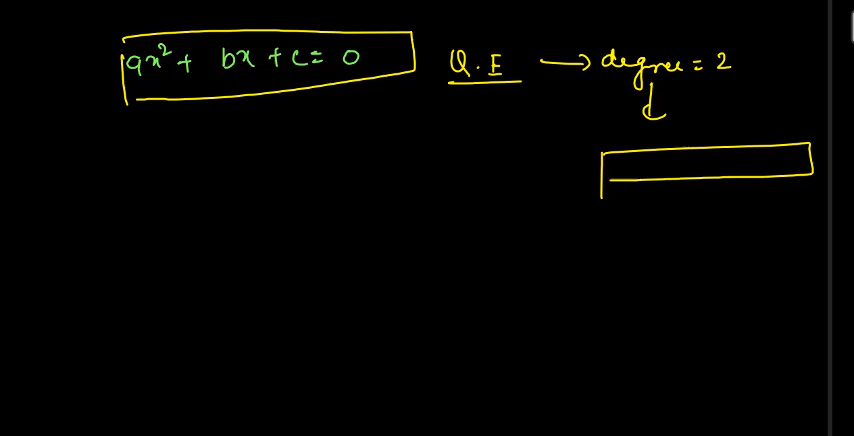 ax² + bx + c = 0 Q.E → degree = 2